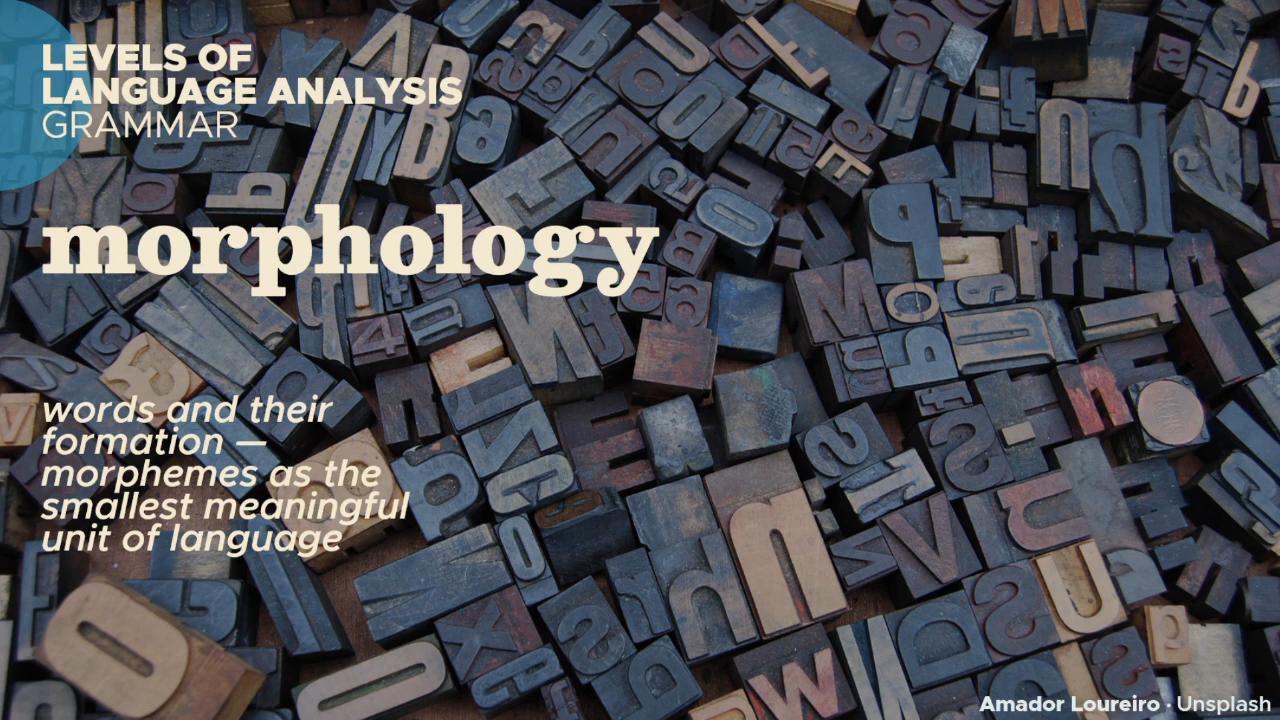 LEVELS OF
LANGUAGE ANALYSIS
GRAMMAR
morphology
words and their
formation —
morphemes as the
smallest meaningful
unit of language
Amador Loureiro · Unsplash